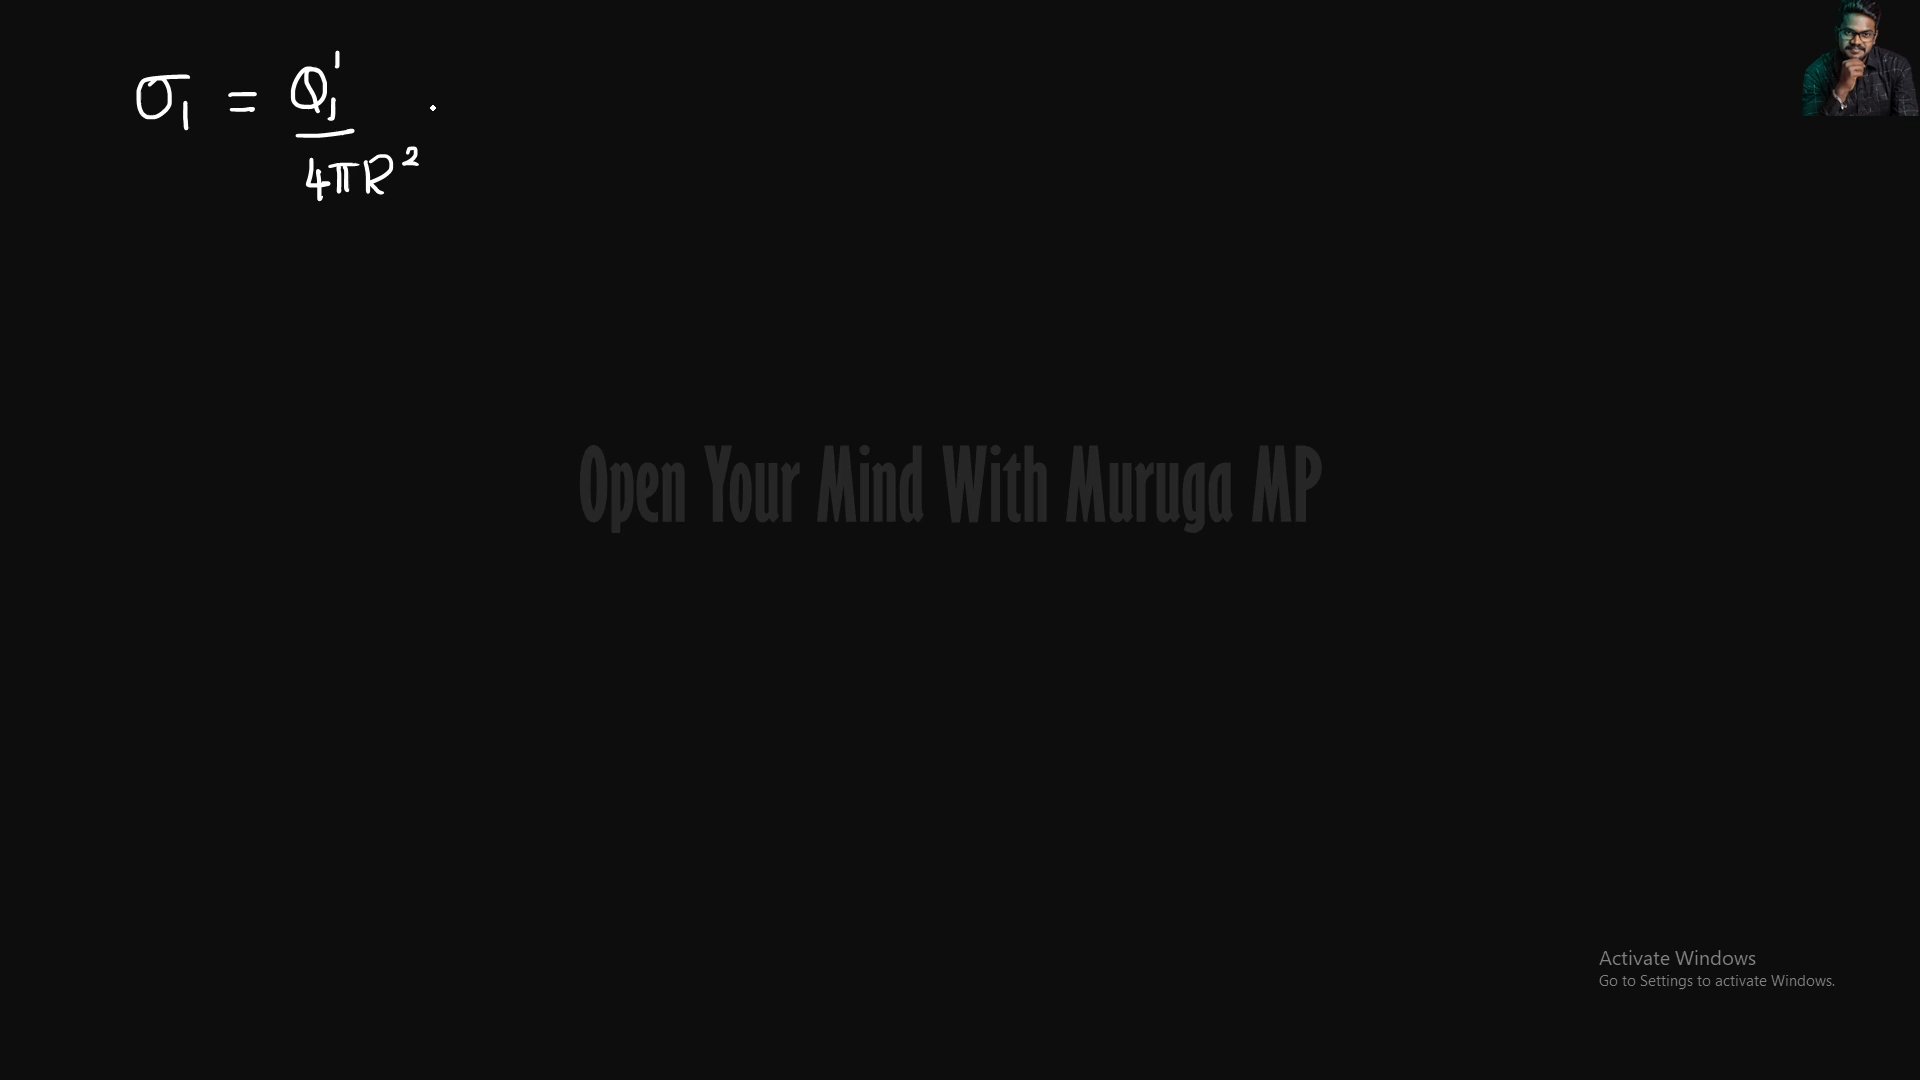 σ₁ = Q₁'
4πR²
Open Your Mind With Muruga MP
Activate Windows
Go to Settings to activate Windows.